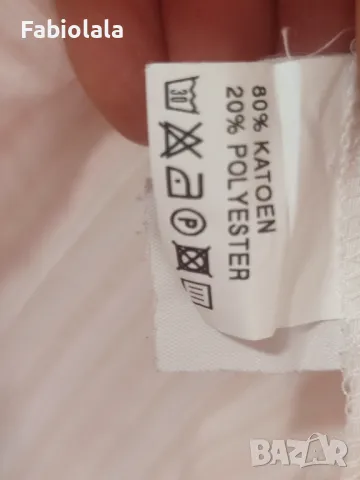 Fabiolala
80% KATOEN
20% POLYESTER
30
P
BAZAR